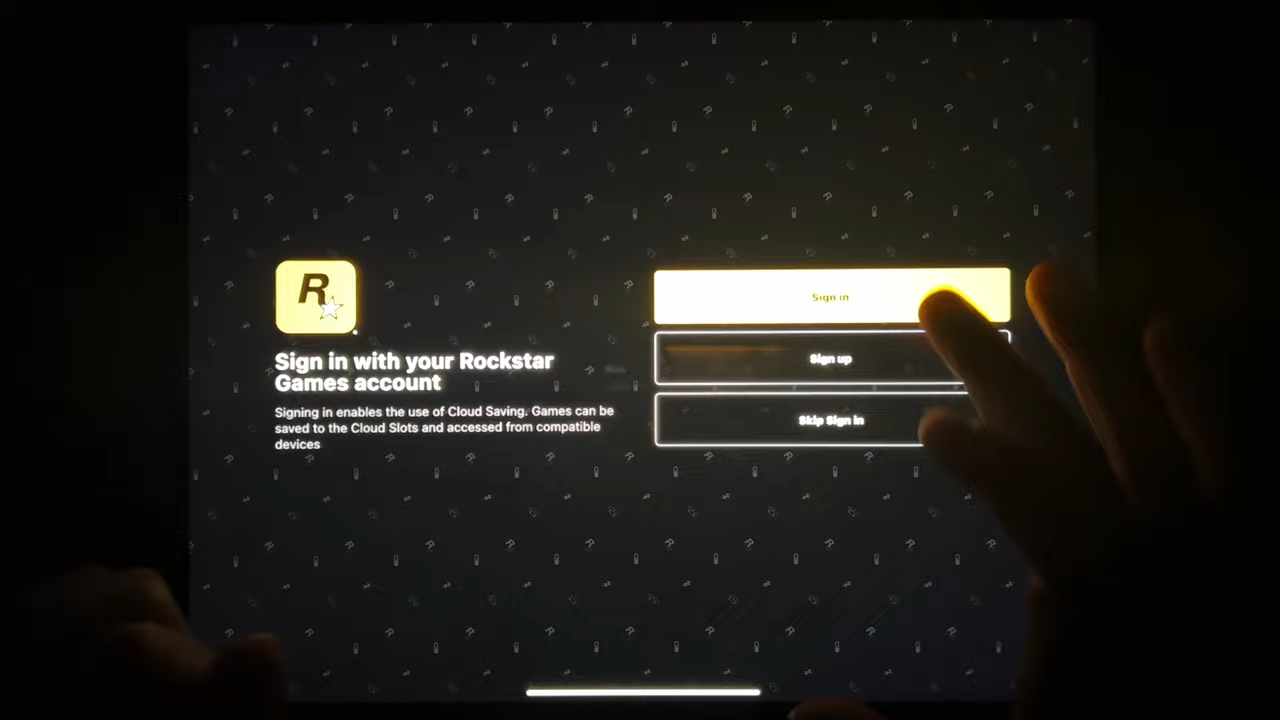 R
Sign in with your Rockstar
Games account
Signing in enables the use of Cloud Saving. Games can be
saved to the Cloud Slots and accessed from compatible
devices
Sign in
Sign up
Skip Sign in